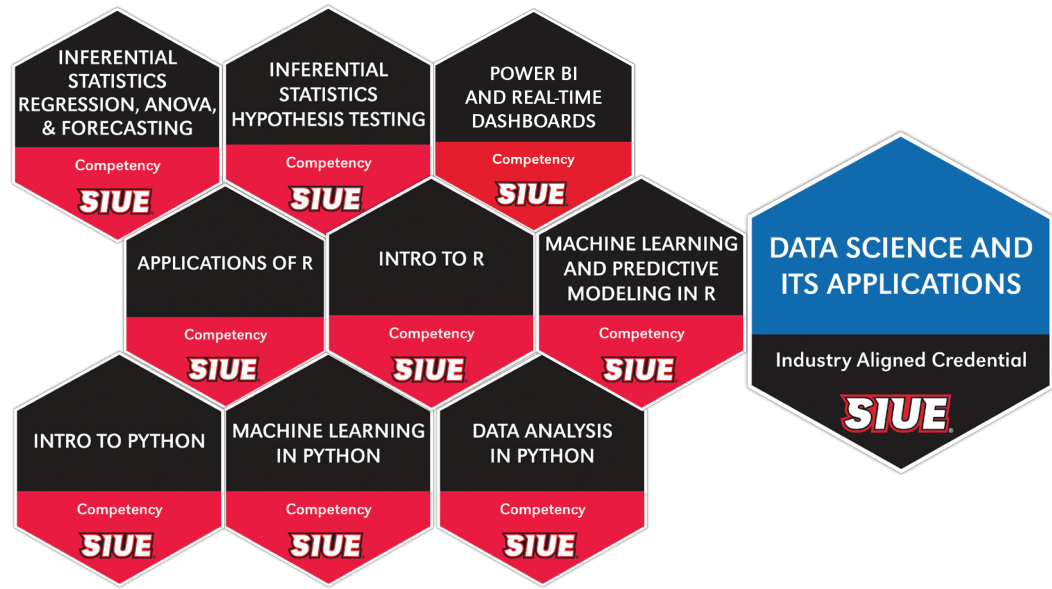 INFERENTIAL
STATISTICS
REGRESSION, ANOVA,
& FORECASTING
Competency
SIUE
INFERENTIAL
STATISTICS
HYPOTHESIS TESTING
Competency
SIUE
POWER BI
AND REAL-TIME
DASHBOARDS
Competency
SIUE
APPLICATIONS OF R
Competency
SIUE
INTRO TO R
Competency
SIUE
MACHINE LEARNING
AND PREDICTIVE
MODELING IN R
Competency
SIUE
DATA SCIENCE AND
ITS APPLICATIONS
Industry Aligned Credential
SIUE®
INTRO TO PYTHON
Competency
SIUE
MACHINE LEARNING
IN PYTHON
Competency
SIUE
DATA ANALYSIS
IN PYTHON
Competency
SIUE